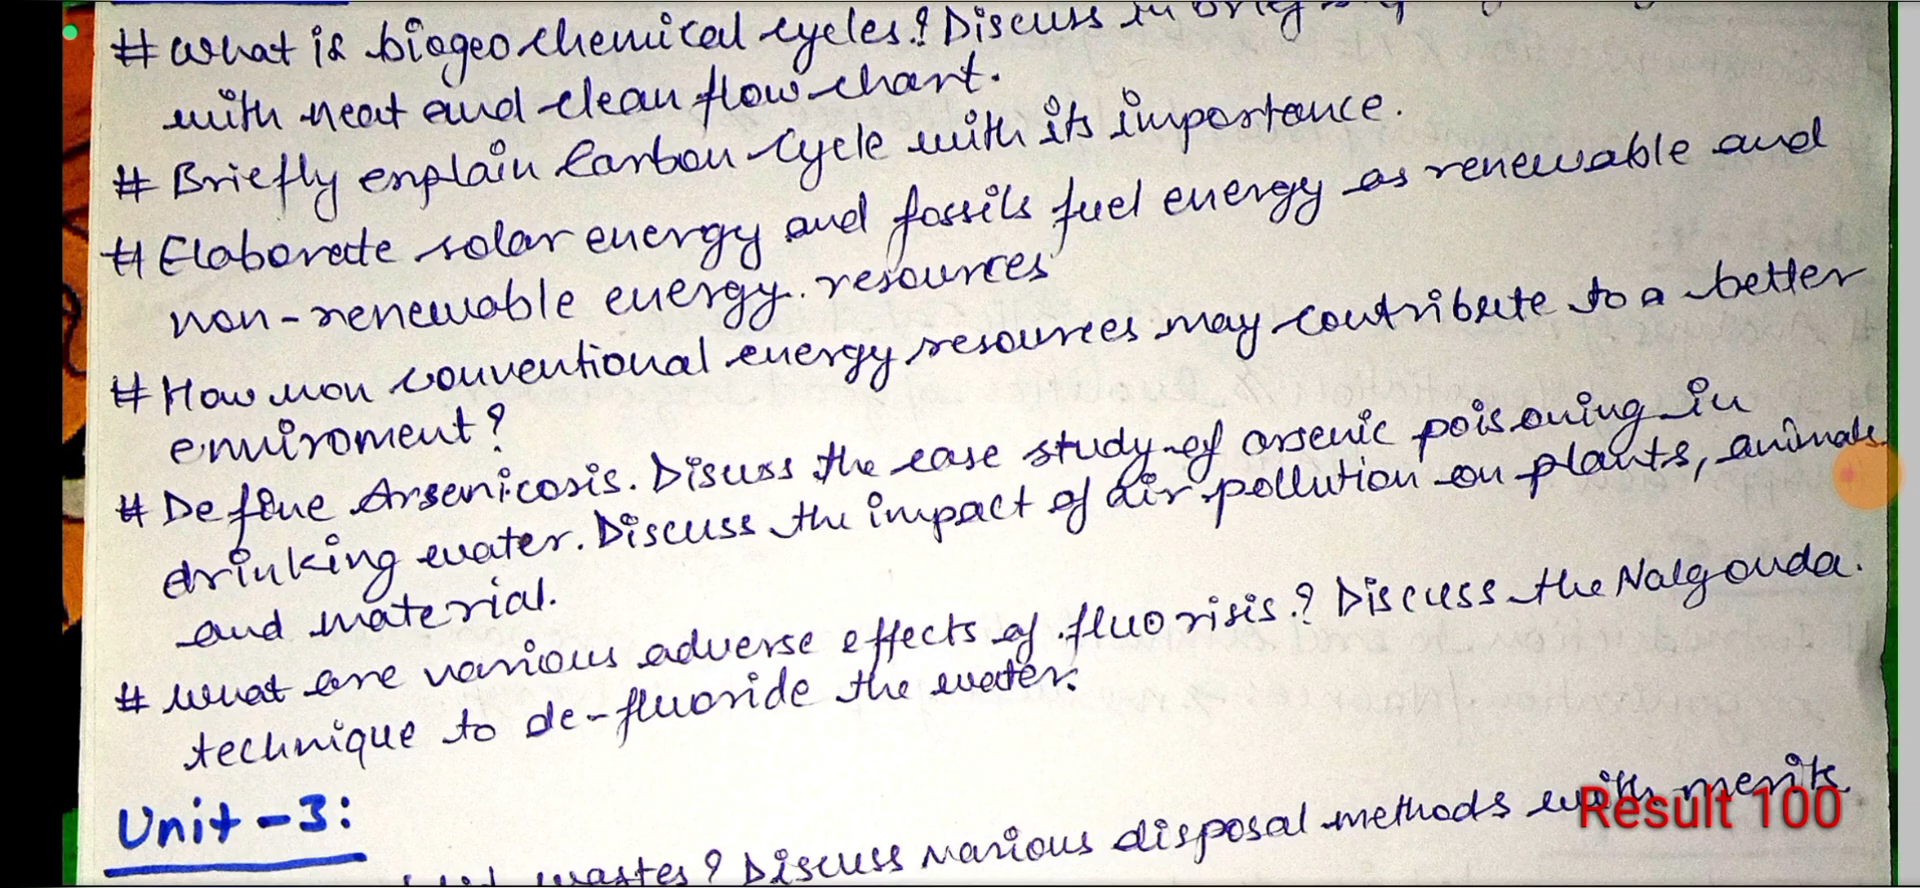 # What is biogeochemical cycles.? Discuss in brief
with neat and clean flow chart.
# Briefly explain Carbon Cycle with its importance.
# Elaborate solar energy and fossils fuel energy as renewable and
non-renewable energy. resources
# How non conventional energy resources may contribute to a better
enviroment?
# Define Arsenicosis. Discuss the case study of arsenic poisoning in
drinking water. Discuss the impact of air pollution on plants, animals
and material.
# What are various adverse effects of fluorisis.? Discuss the Nalgonda.
technique to de-fluoride the water.
Unit-3:
wastes? Discuss various disposal methods with merits
Result 100